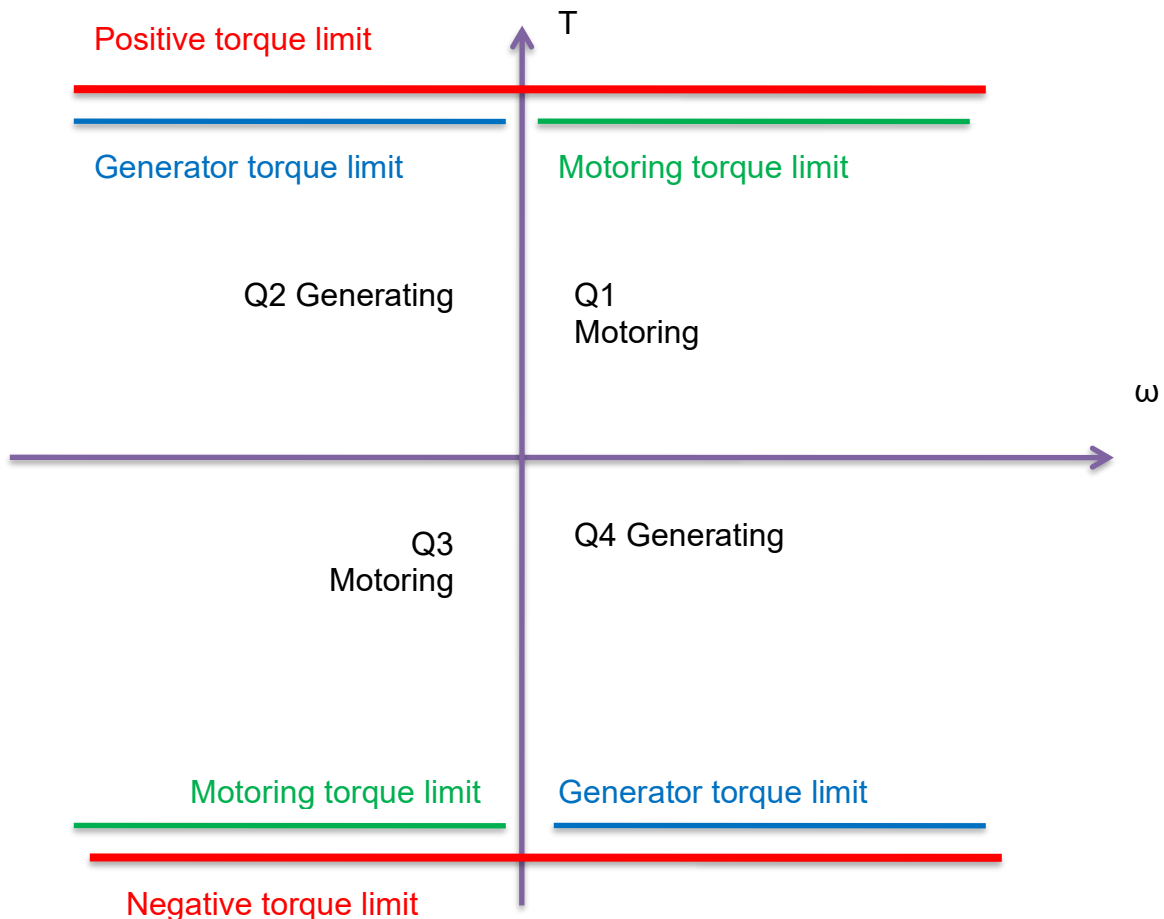 T
Positive torque limit
Generator torque limit
Motoring torque limit
Q2 Generating
Q1
Motoring
ω
Q3
Motoring
Q4 Generating
Motoring torque limit
Generator torque limit
Negative torque limit